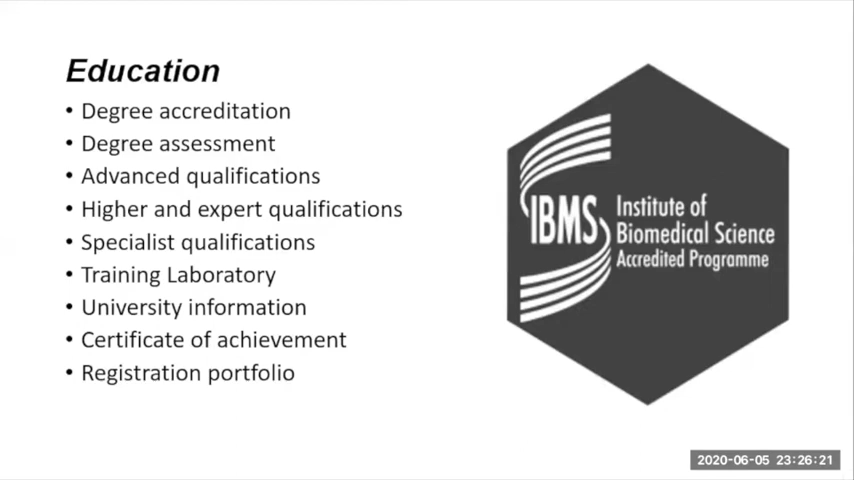 Education
• Degree accreditation
• Degree assessment
• Advanced qualifications
• Higher and expert qualifications
• Specialist qualifications
• Training Laboratory
• University information
• Certificate of achievement
• Registration portfolio
IBMS
Institute of
Biomedical Science
Accredited Programme
2020-06-05 23:26:21